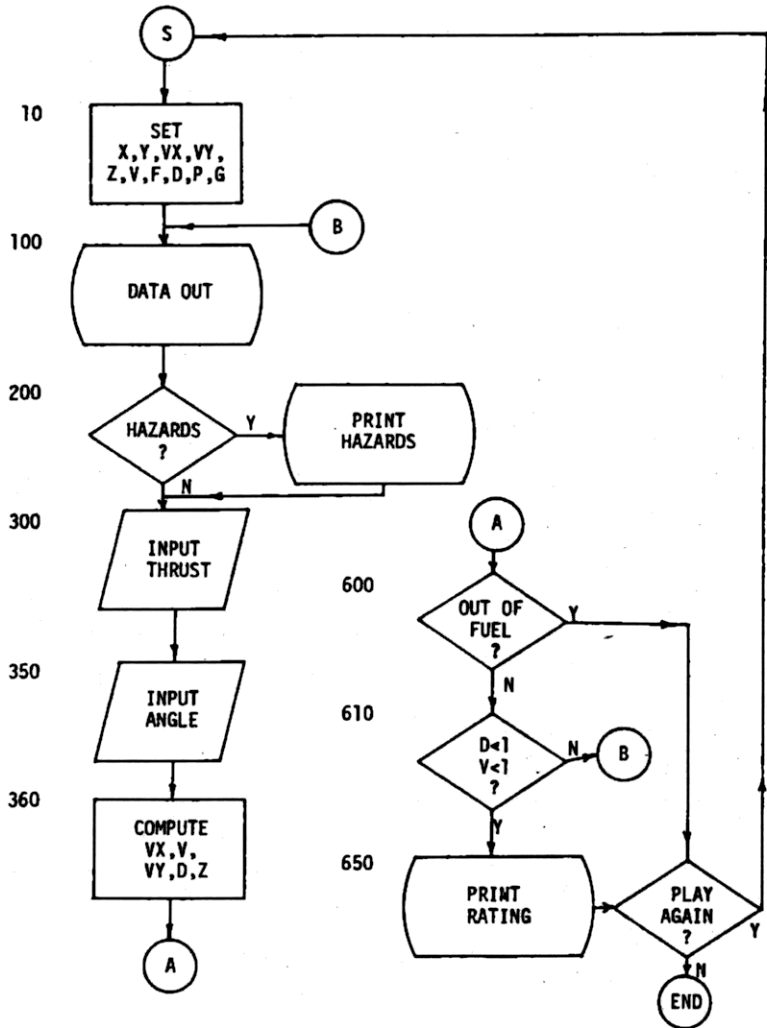 S
10
SET
X,Y,VX,VY,
Z,V,F,D,P,G
B
100
DATA OUT
200
HAZARDS
?
Y
PRINT
HAZARDS
N
300
INPUT
THRUST
350
INPUT
ANGLE
360
COMPUTE
VX,V,
VY,D,Z
A
A
600
OUT OF
FUEL
?
Y
N
610
D<1
V<1
?
N
B
Y
650
PRINT
RATING
PLAY
AGAIN
?
Y
N
END